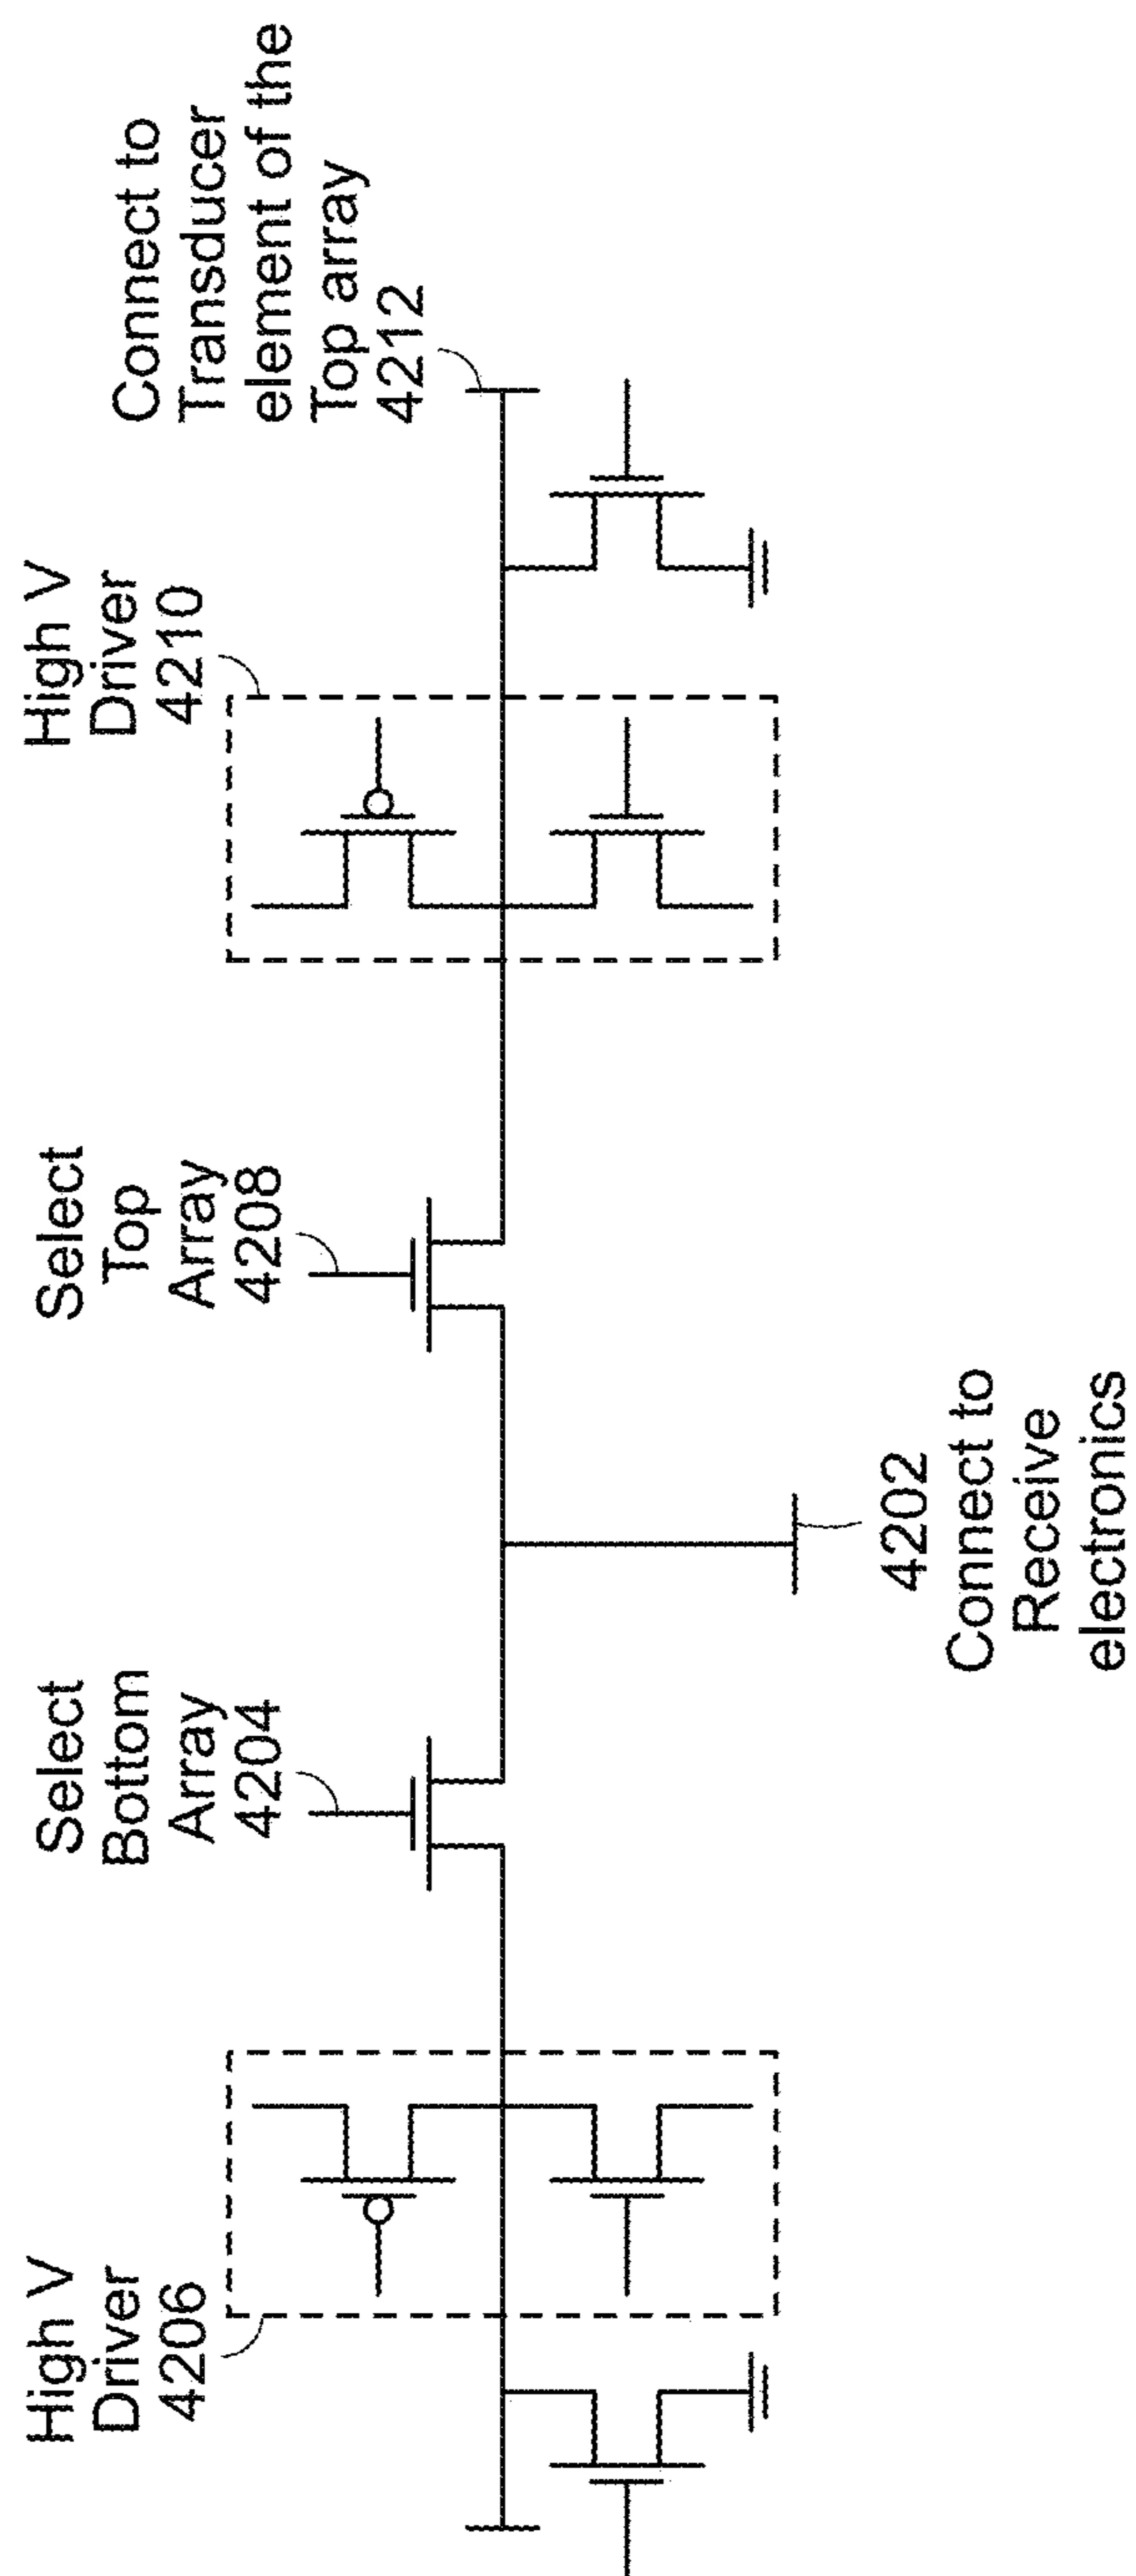 High V
Driver
4206
Select
Bottom
Array
4204
4202
Connect to
Receive
electronics
Select
Top
Array
4208
High V
Driver
4210
Connect to
Transducer
element of the
Top array
4212